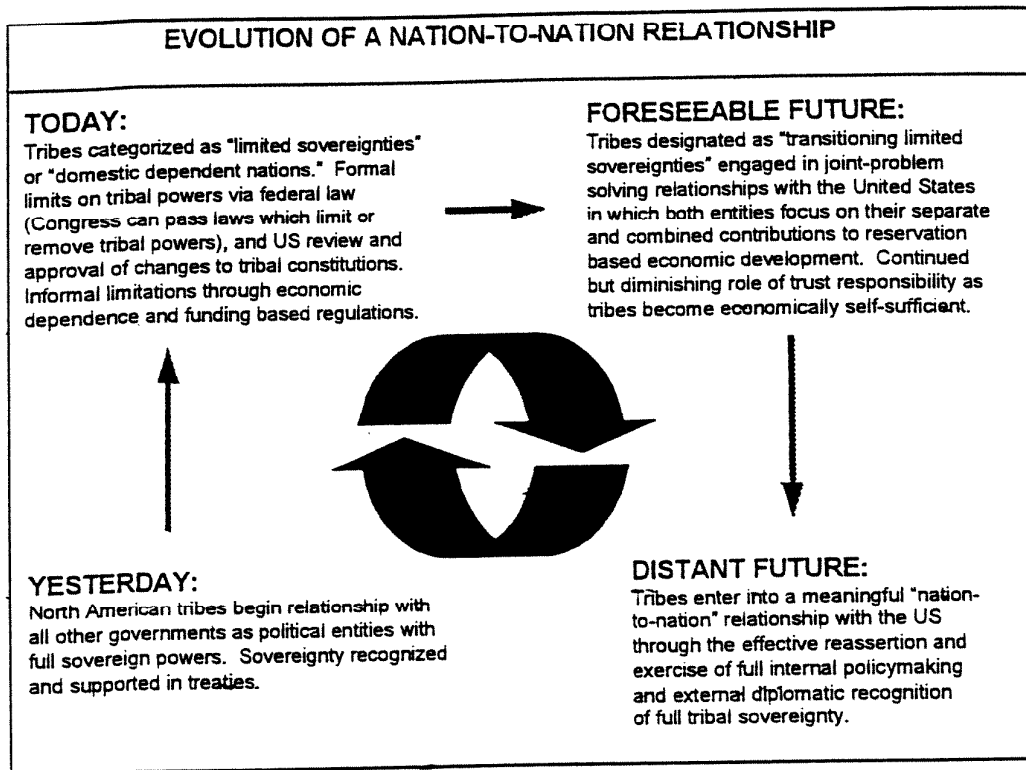 EVOLUTION OF A NATION-TO-NATION RELATIONSHIP
TODAY:
Tribes categorized as "limited sovereignties"
or "domestic dependent nations." Formal
limits on tribal powers via federal law
(Congress can pass laws which limit or
remove tribal powers), and US review and
approval of changes to tribal constitutions.
Informal limitations through economic
dependence and funding based regulations.
FORESEEABLE FUTURE:
Tribes designated as "transitioning limited
sovereignties" engaged in joint-problem
solving relationships with the United States
in which both entities focus on their separate
and combined contributions to reservation
based economic development. Continued
but diminishing role of trust responsibility as
tribes become economically self-sufficient.
YESTERDAY:
North American tribes begin relationship with
all other governments as political entities with
full sovereign powers. Sovereignty recognized
and supported in treaties.
DISTANT FUTURE:
Tribes enter into a meaningful "nation-
to-nation" relationship with the US
through the effective reassertion and
exercise of full internal policymaking
and external diplomatic recognition
of full tribal sovereignty.